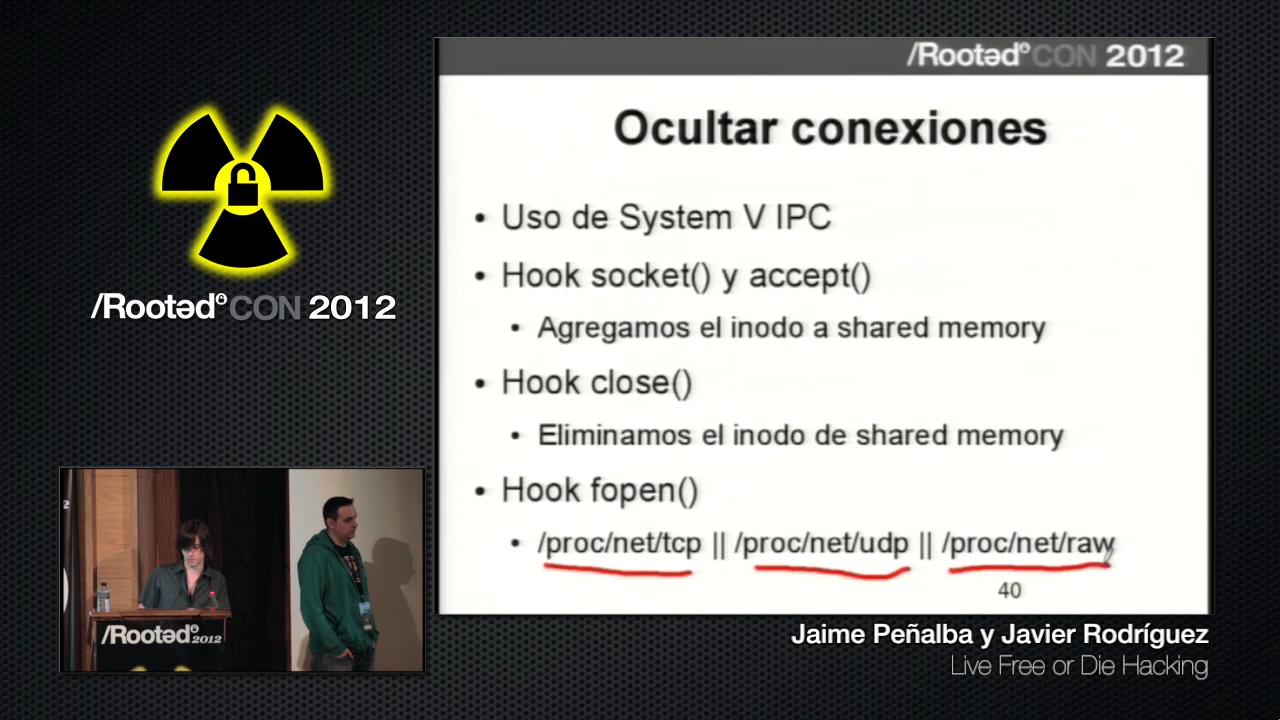 /Rootəd CON 2012
Ocultar conexiones
• Uso de System V IPC
• Hook socket() y accept()
• Agregamos el inodo a shared memory
• Hook close()
• Eliminamos el inodo de shared memory
• Hook fopen()
• /proc/net/tcp || /proc/net/udp || /proc/net/raw
40
/Rootəd CON 2012
/Rootəd 2012
Jaime Peñalba y Javier Rodríguez
Live Free or Die Hacking